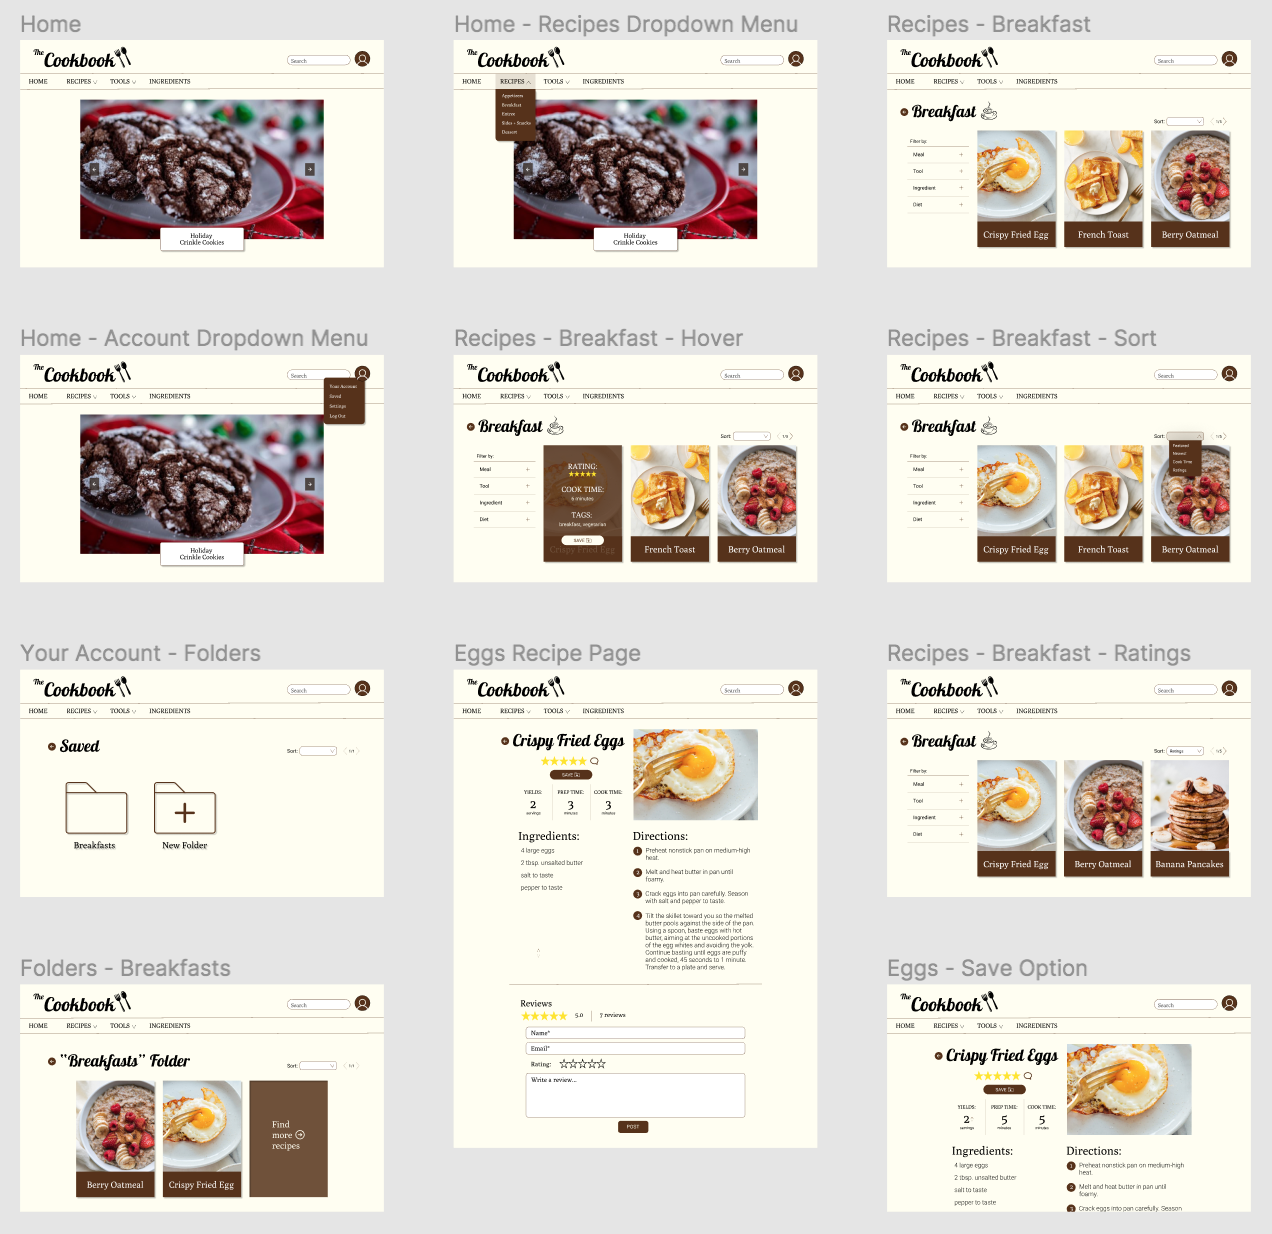 Home
The
Cookbook
Search
HOME RECIPES TOOLS INGREDIENTS
Holiday
Crinkle Cookies
Home - Recipes Dropdown Menu
The
Cookbook
Search
HOME RECIPES TOOLS INGREDIENTS
Appetizers
Breakfast
Entrée
Sides + Snacks
Dessert
Holiday
Crinkle Cookies
Recipes - Breakfast
The
Cookbook
Search
HOME RECIPES TOOLS INGREDIENTS
Breakfast
Sort: 1/5
Filter by:
Meal +
Tool +
Ingredient +
Diet +
Crispy Fried Egg
French Toast
Berry Oatmeal
Home - Account Dropdown Menu
The
Cookbook
Search
Your Account
Saved
Settings
Log Out
HOME RECIPES TOOLS INGREDIENTS
Holiday
Crinkle Cookies
Recipes - Breakfast - Hover
The
Cookbook
Search
HOME RECIPES TOOLS INGREDIENTS
Breakfast
Sort: 1/5
Filter by:
Meal +
Tool +
Ingredient +
Diet +
RATING:
COOK TIME:
6 minutes
TAGS:
breakfast, vegetarian
SAVE
Crispy Fried Egg
French Toast
Berry Oatmeal
Recipes - Breakfast - Sort
The
Cookbook
Search
HOME RECIPES TOOLS INGREDIENTS
Breakfast
Sort: 1/5
Featured
Newest
Cook Time
Ratings
Filter by:
Meal +
Tool +
Ingredient +
Diet +
Crispy Fried Egg
French Toast
Berry Oatmeal
Your Account - Folders
The
Cookbook
Search
HOME RECIPES TOOLS INGREDIENTS
Saved
Sort: 1/1
Breakfasts
New Folder
Eggs Recipe Page
The
Cookbook
Search
HOME RECIPES TOOLS INGREDIENTS
Crispy Fried Eggs
SAVE
YIELDS: PREP TIME: COOK TIME:
2 3 3
servings minutes minutes
Ingredients:
4 large eggs
2 tbsp. unsalted butter
salt to taste
pepper to taste
Directions:
1 Preheat nonstick pan on medium-high
heat.
2 Melt and heat butter in pan until
foamy.
3 Crack eggs into pan carefully. Season
with salt and pepper to taste.
4 Tilt the skillet toward you so the melted
butter pools against the side of the pan.
Using a spoon, baste eggs with hot
butter, aiming at the uncooked portions
of the egg whites and avoiding the yolk.
Continue basting until eggs are puffy
and cooked, 45 seconds to 1 minute.
Transfer to a plate and serve.
Reviews
5.0 7 reviews
Name*
Email*
Rating:
Write a review...
POST
Recipes - Breakfast - Ratings
The
Cookbook
Search
HOME RECIPES TOOLS INGREDIENTS
Breakfast
Sort: Ratings 1/5
Filter by:
Meal +
Tool +
Ingredient +
Diet +
Crispy Fried Egg
Berry Oatmeal
Banana Pancakes
Folders - Breakfasts
The
Cookbook
Search
HOME RECIPES TOOLS INGREDIENTS
“Breakfasts” Folder
Sort: 1/1
Berry Oatmeal
Crispy Fried Egg
Find
more
recipes
Eggs - Save Option
The
Cookbook
Search
HOME RECIPES TOOLS INGREDIENTS
Crispy Fried Eggs
SAVE
YIELDS: PREP TIME: COOK TIME:
2 5 5
servings minutes minutes
Ingredients:
4 large eggs
2 tbsp. unsalted butter
salt to taste
pepper to taste
Directions:
1 Preheat nonstick pan on medium-high
heat.
2 Melt and heat butter in pan until
foamy.
3 Crack eggs into pan carefully. Season